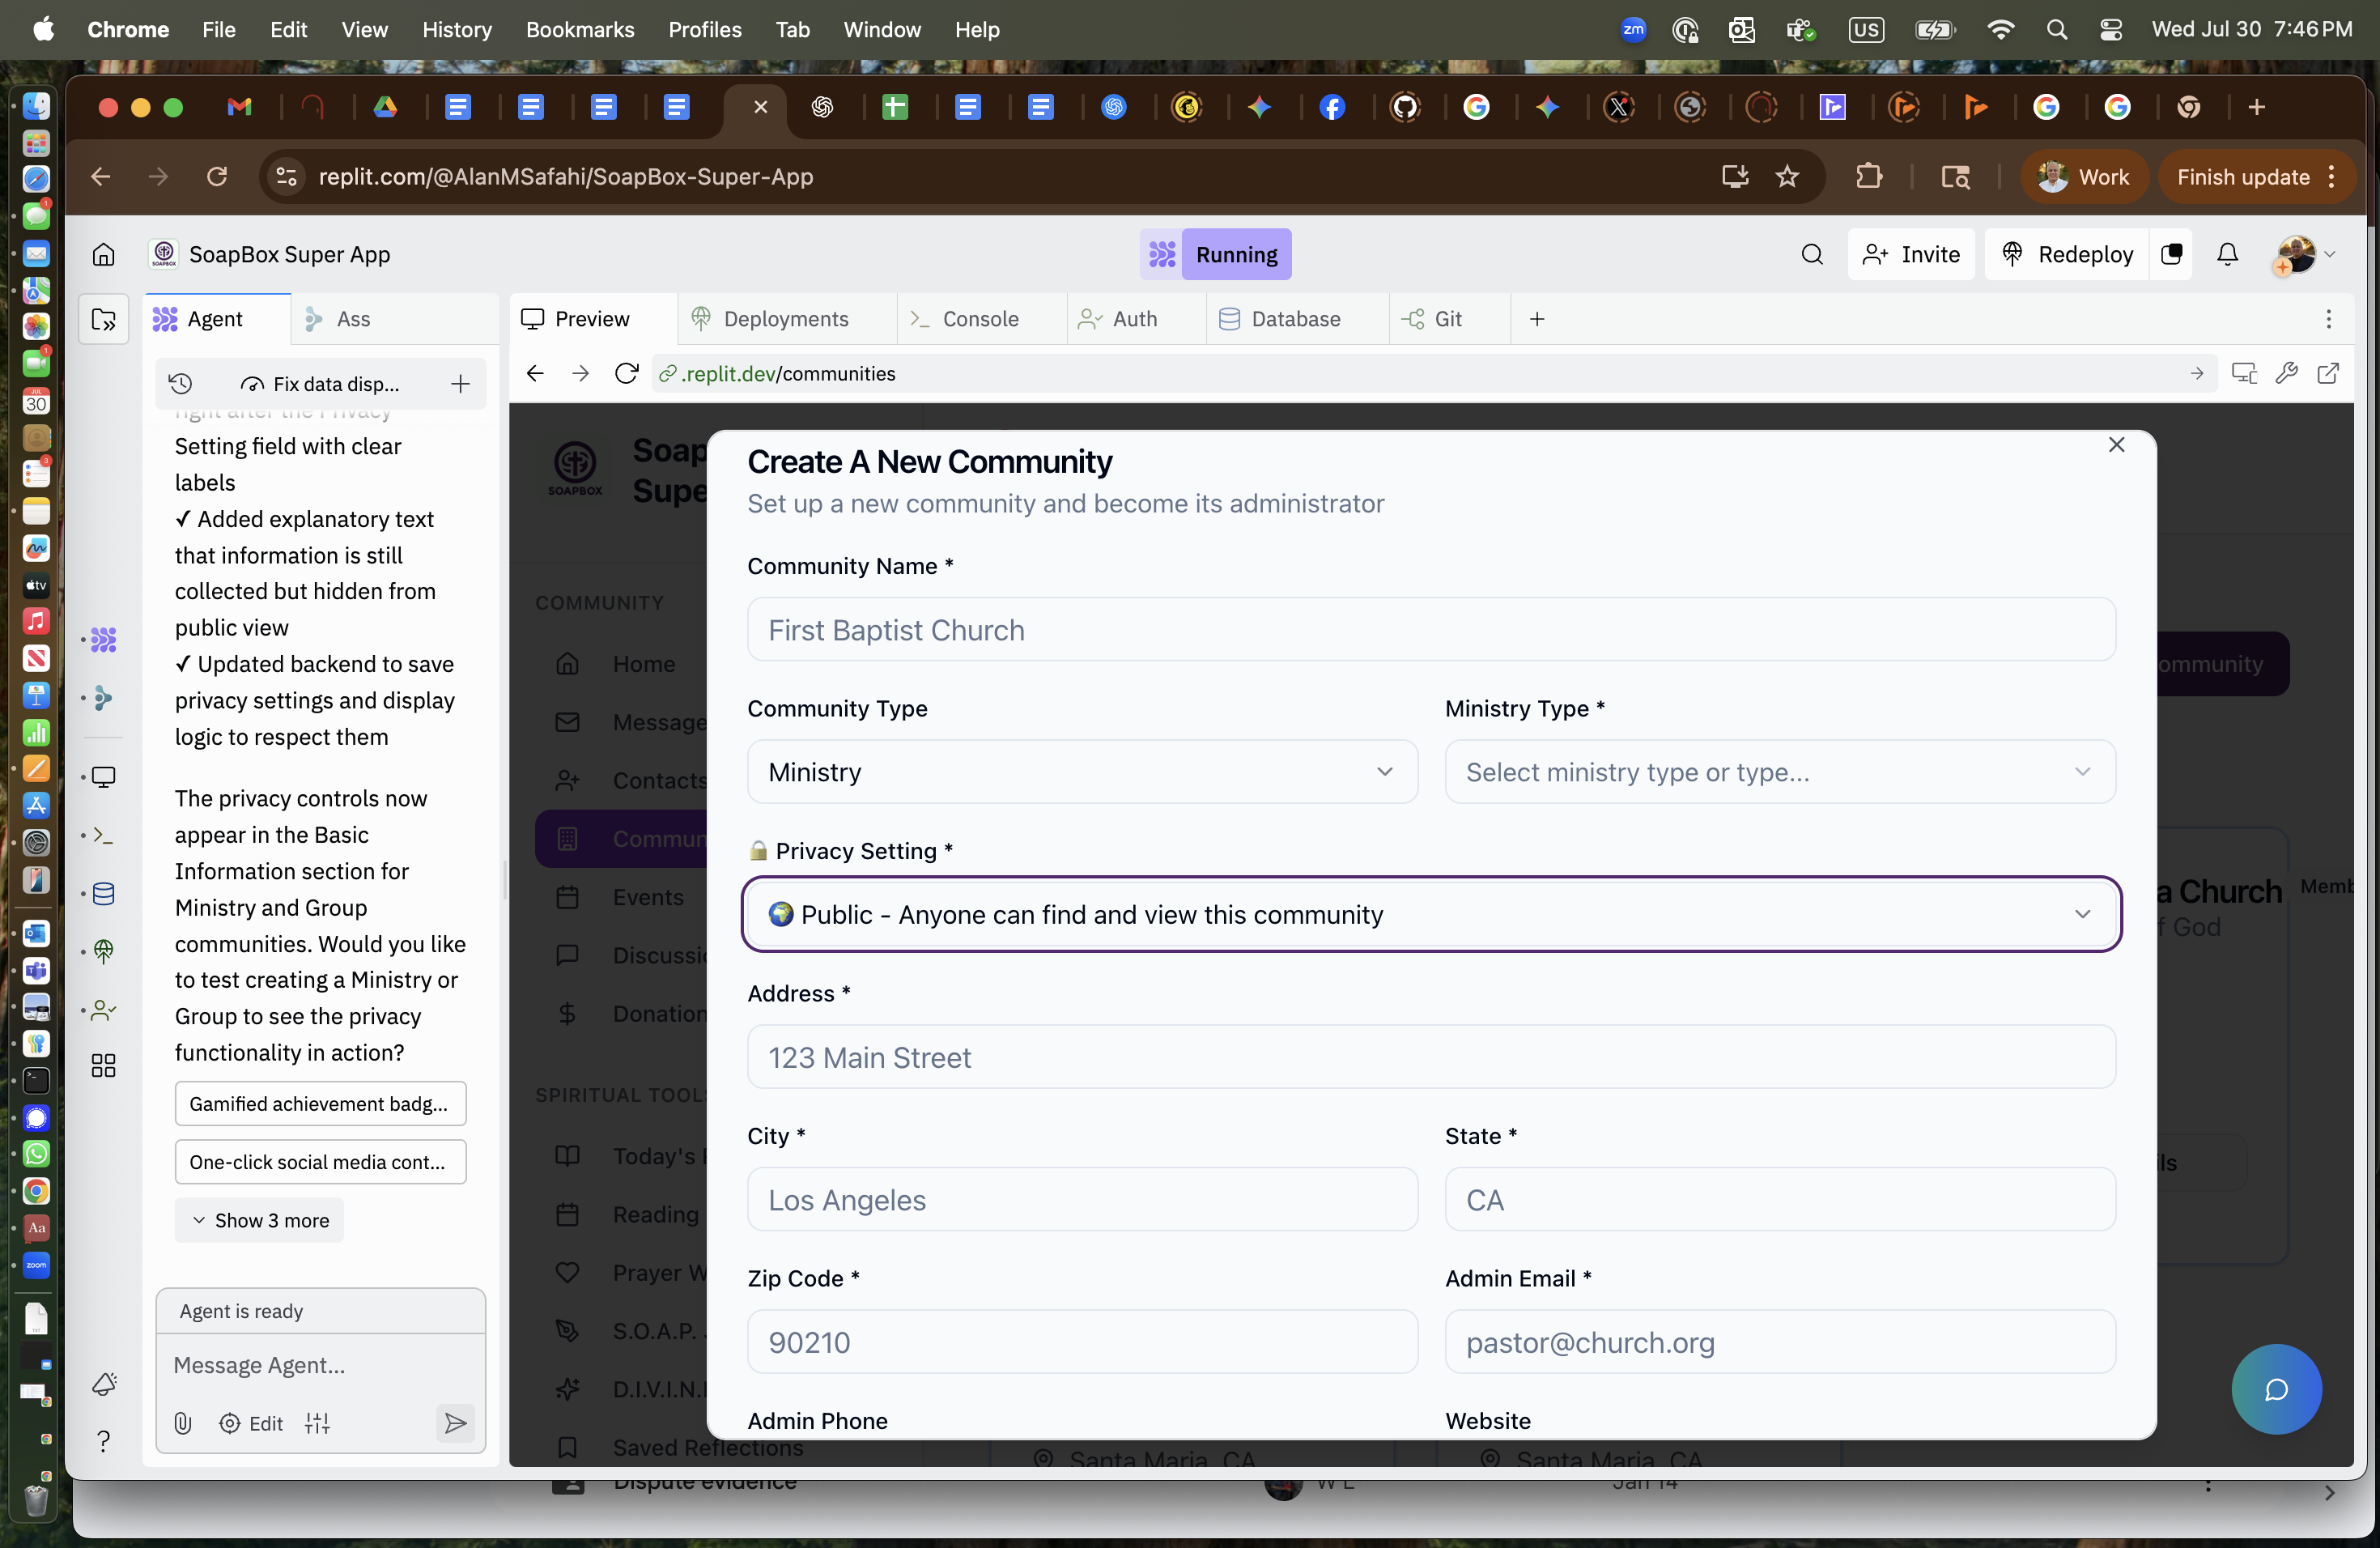 Chrome File Edit View History Bookmarks Profiles Tab Window Help
zm US Wed Jul 30 7:46 PM
replit.com/@AlanMSafahi/SoapBox-Super-App
Work
Finish update
SOAPBOX
SoapBox Super App
Running
Invite
Redeploy
Agent
Ass
Preview
Deployments
Console
Auth
Database
Git
Fix data disp...
.replit.dev/communities
right after the Privacy
Setting field with clear
labels
✓ Added explanatory text
that information is still
collected but hidden from
public view
✓ Updated backend to save
privacy settings and display
logic to respect them
The privacy controls now
appear in the Basic
Information section for
Ministry and Group
communities. Would you like
to test creating a Ministry or
Group to see the privacy
functionality in action?
Gamified achievement badg...
One-click social media cont...
Show 3 more
Agent is ready
Message Agent...
Edit
SOAPBOX
Soap
Supe
COMMUNITY
Home
Message
Contacts
Commun
Events
Discussi
Donation
SPIRITUAL TOOL
Today's
Reading
Prayer W
S.O.A.P.
D.I.V.I.N.
Saved Reflections
Create A New Community
Set up a new community and become its administrator
Community Name *
First Baptist Church
Community Type
Ministry Type *
Ministry
Select ministry type or type...
🔒 Privacy Setting *
🌍 Public - Anyone can find and view this community
Address *
123 Main Street
City *
State *
Los Angeles
CA
Zip Code *
Admin Email *
90210
pastor@church.org
Admin Phone
Website
ommunity
a Church
Memb
f God
ils
Santa Maria, CA
Santa Maria, CA
Dispute evidence
W L
Jan 14
JUL
30
tv
Aa
zoom